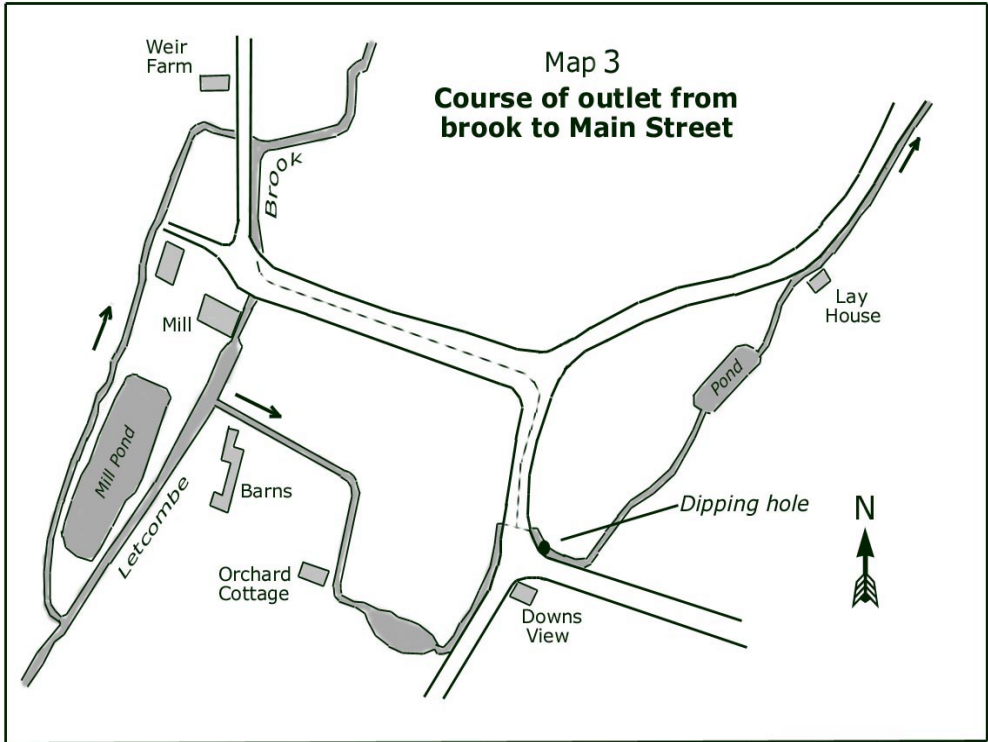 Map 3
Course of outlet from
brook to Main Street
Weir
Farm
Brook
Mill
Mill Pond
Letcombe
Barns
Orchard
Cottage
Lay
House
Pond
Dipping hole
N
Downs
View